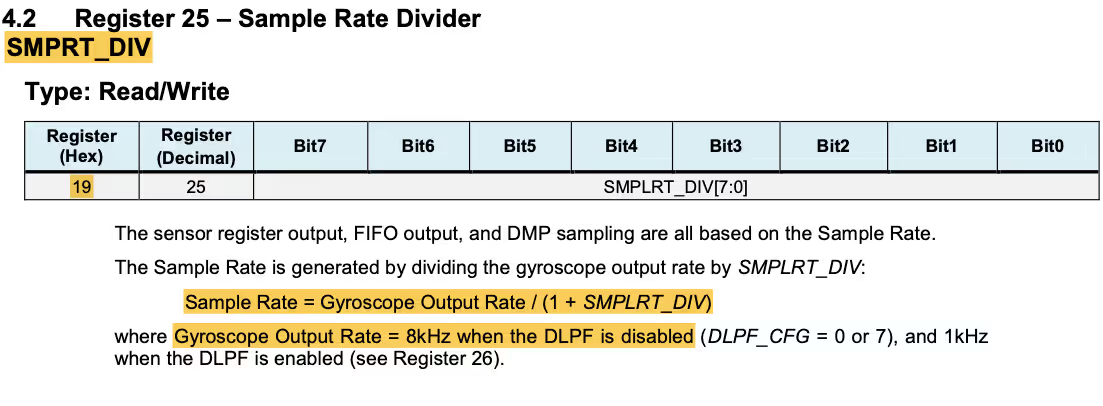 4.2 Register 25 – Sample Rate Divider
SMPRT_DIV
Type: Read/Write
Register (Hex) Register (Decimal) Bit7 Bit6 Bit5 Bit4 Bit3 Bit2 Bit1 Bit0
19 25 SMPLRT_DIV[7:0]
The sensor register output, FIFO output, and DMP sampling are all based on the Sample Rate.
The Sample Rate is generated by dividing the gyroscope output rate by SMPLRT_DIV:
Sample Rate = Gyroscope Output Rate / (1 + SMPLRT_DIV)
where Gyroscope Output Rate = 8kHz when the DLPF is disabled (DLPF_CFG = 0 or 7), and 1kHz
when the DLPF is enabled (see Register 26).